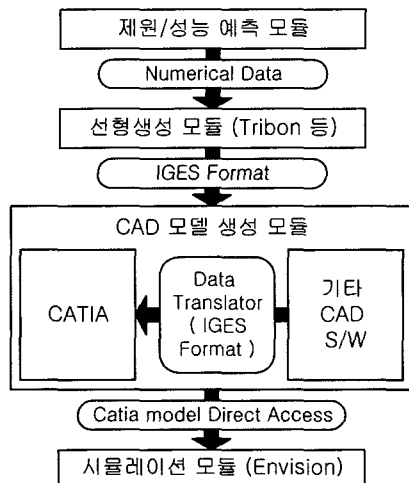 제원/성능 예측 모듈
Numerical Data
선형생성 모듈 (Tribon 등)
IGES Format
CAD 모델 생성 모듈
CATIA
Data
Translator
( IGES
Format )
기타
CAD
S/W
Catia model Direct Access
시뮬레이션 모듈 (Envision)